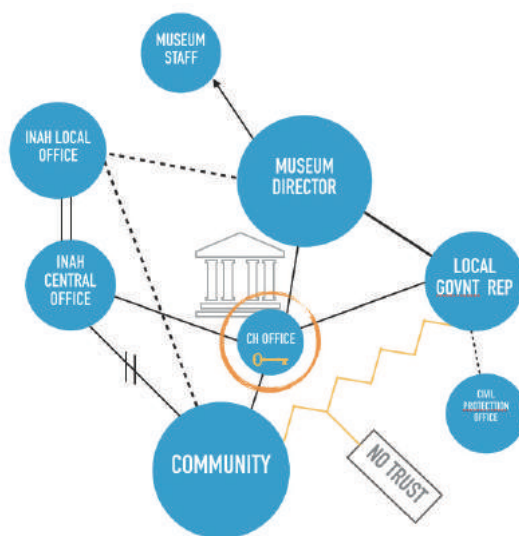 MUSEUM
STAFF
INAH LOCAL
OFFICE
MUSEUM
DIRECTOR
INAH
CENTRAL
OFFICE
LOCAL
GOVNT REP
CH OFFICE
CIVIL
PROTECTION
OFFICE
COMMUNITY
NO TRUST